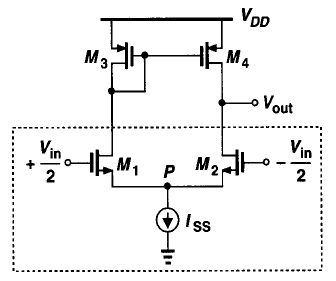 V_DD
M_3
M_4
V_out
+ V_in/2
M_1
P
M_2
− V_in/2
I_SS